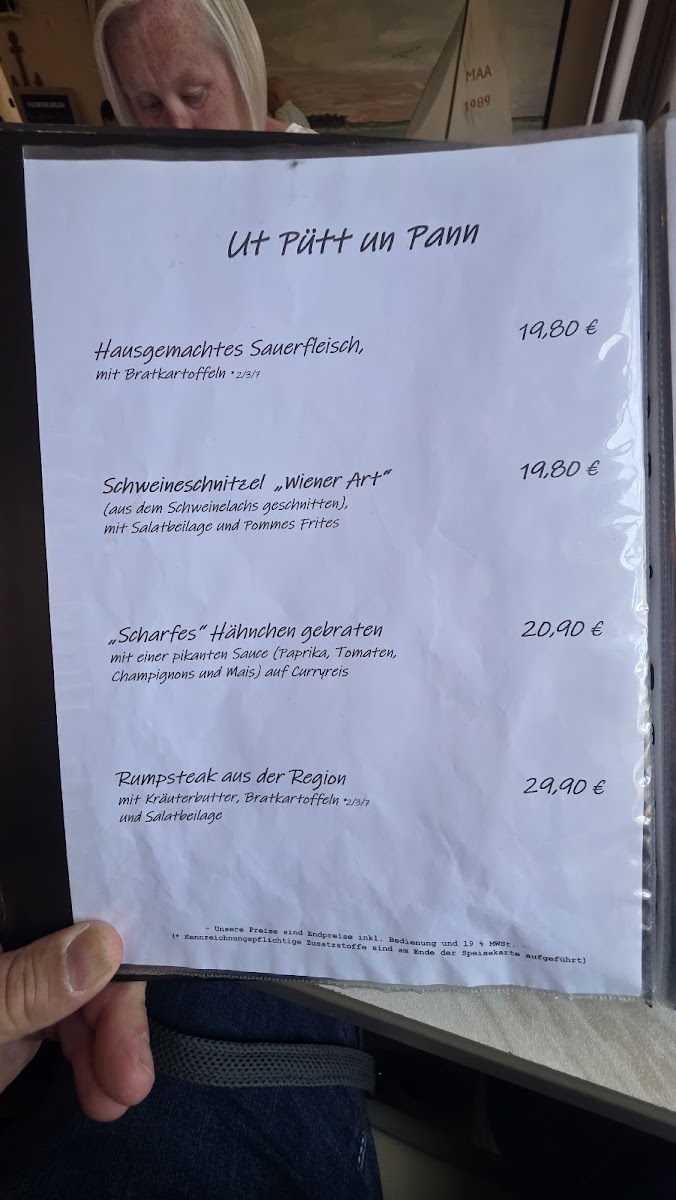 MAA
1989
Ut Pütt un Pann
Hausgemachtes Sauerfleisch, 19,80 €
mit Bratkartoffeln *2/3/7
Schweineschnitzel „Wiener Art“ 19,80 €
(aus dem Schweinelachs geschnitten),
mit Salatbeilage und Pommes Frites
„Scharfes“ Hähnchen gebraten 20,90 €
mit einer pikanten Sauce (Paprika, Tomaten,
Champignons und Mais) auf Curryreis
Rumpsteak aus der Region 29,90 €
mit Kräuterbutter, Bratkartoffeln *2/3/7
und Salatbeilage
- Unsere Preise sind Endpreise inkl. Bedienung und 19 % MWSt. -
(* Kennzeichnungspflichtige Zusatzstoffe sind am Ende der Speisekarte aufgeführt)